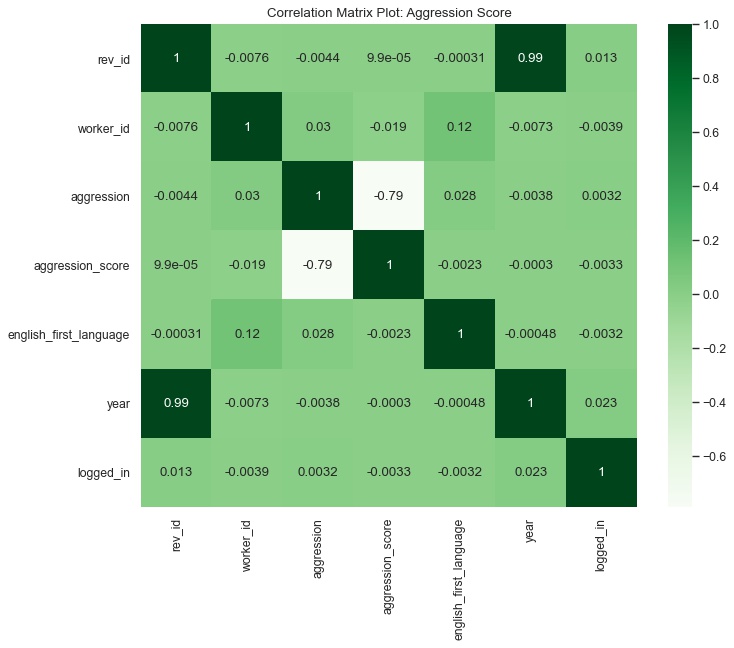 Correlation Matrix Plot: Aggression Score
rev_id 1 -0.0076 -0.0044 9.9e-05 -0.00031 0.99 0.013
worker_id -0.0076 1 0.03 -0.019 0.12 -0.0073 -0.0039
aggression -0.0044 0.03 1 -0.79 0.028 -0.0038 0.0032
aggression_score 9.9e-05 -0.019 -0.79 1 -0.0023 -0.0003 -0.0033
english_first_language -0.00031 0.12 0.028 -0.0023 1 -0.00048 -0.0032
year 0.99 -0.0073 -0.0038 -0.0003 -0.00048 1 0.023
logged_in 0.013 -0.0039 0.0032 -0.0033 -0.0032 0.023 1
rev_id
worker_id
aggression
aggression_score
english_first_language
year
logged_in
1.0
0.8
0.6
0.4
0.2
0.0
−0.2
−0.4
−0.6